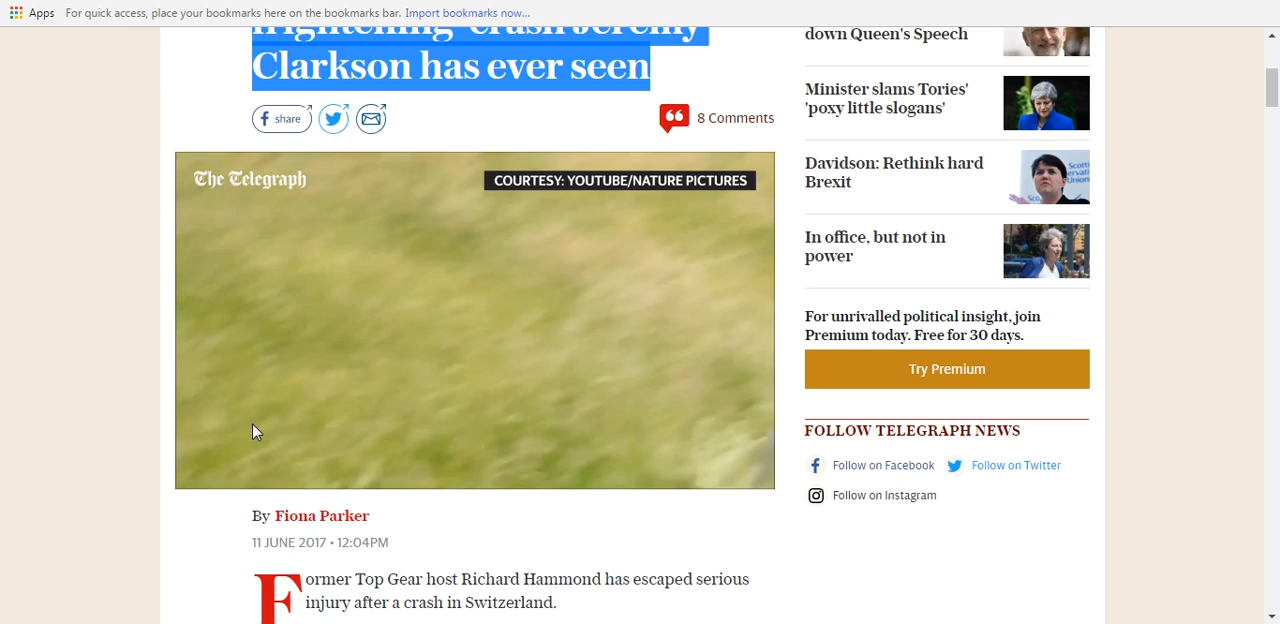 Apps For quick access, place your bookmarks here on the bookmarks bar. Import bookmarks now...
frightening' crash Jeremy
Clarkson has ever seen
share
8 Comments
The Telegraph
COURTESY: YOUTUBE/NATURE PICTURES
By Fiona Parker
11 JUNE 2017 • 12:04PM
Former Top Gear host Richard Hammond has escaped serious
injury after a crash in Switzerland.
down Queen's Speech
Minister slams Tories'
'poxy little slogans'
Davidson: Rethink hard
Brexit
In office, but not in
power
For unrivalled political insight, join
Premium today. Free for 30 days.
Try Premium
FOLLOW TELEGRAPH NEWS
Follow on Facebook Follow on Twitter
Follow on Instagram